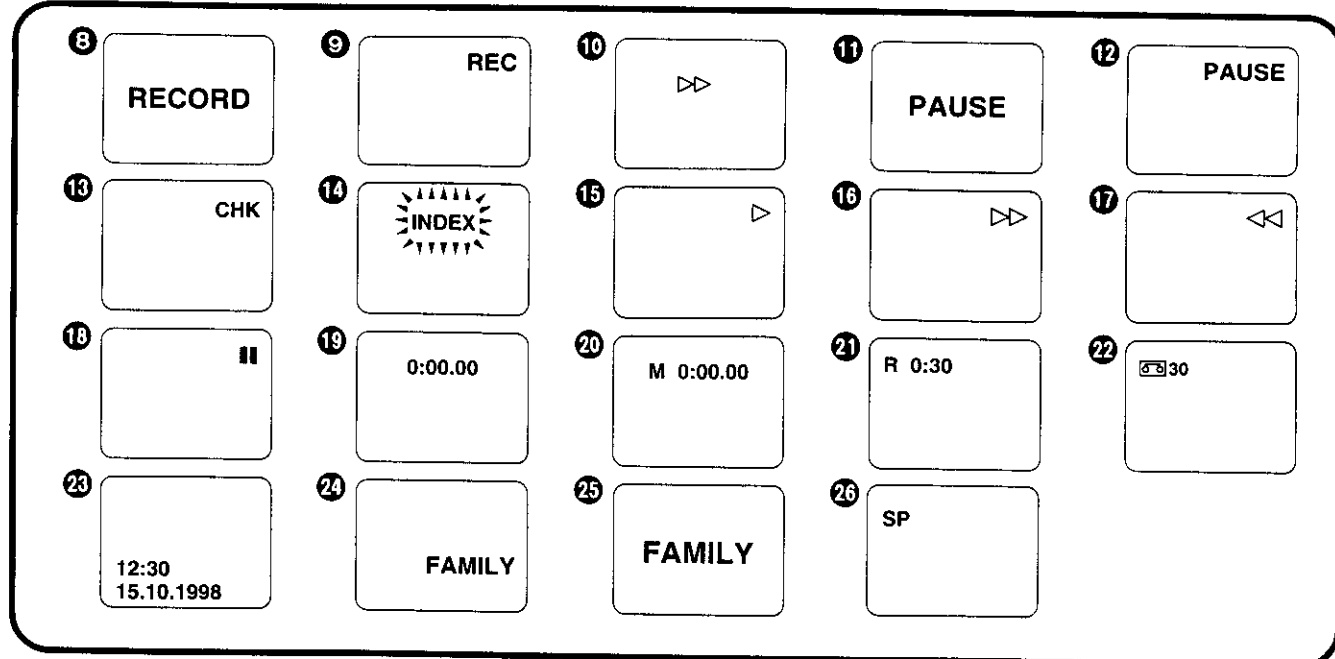 8 RECORD
9 REC
10 ▷▷
11 PAUSE
12 PAUSE
13 CHK
14 INDEX
15 ▷
16 ▷▷
17 ◁◁
18 ▮▮
19 0:00.00
20 M 0:00.00
21 R 0:30
22 30
23 12:30
15.10.1998
24 FAMILY
25 FAMILY
26 SP